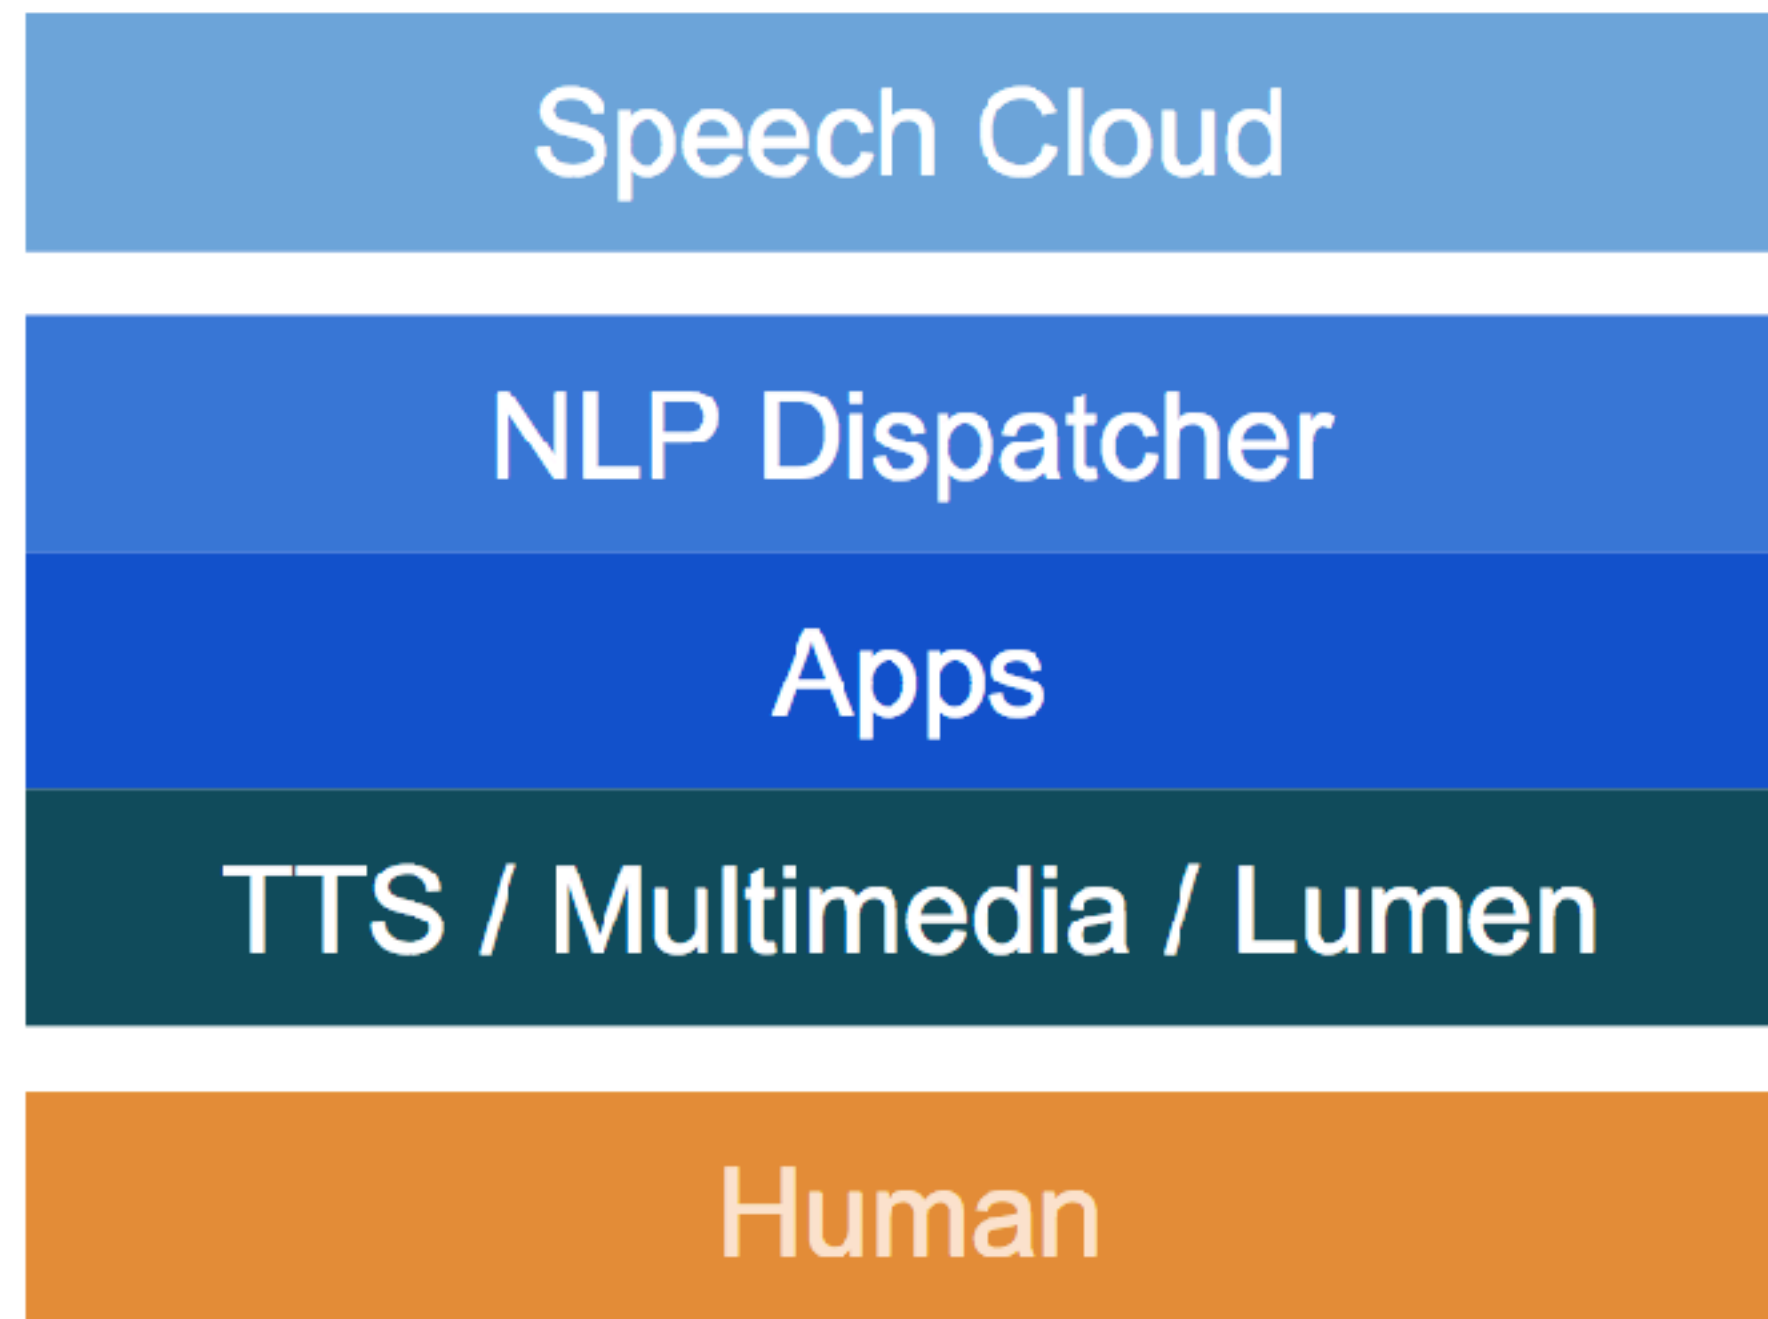 Speech Cloud
NLP Dispatcher
Apps
TTS / Multimedia / Lumen
Human